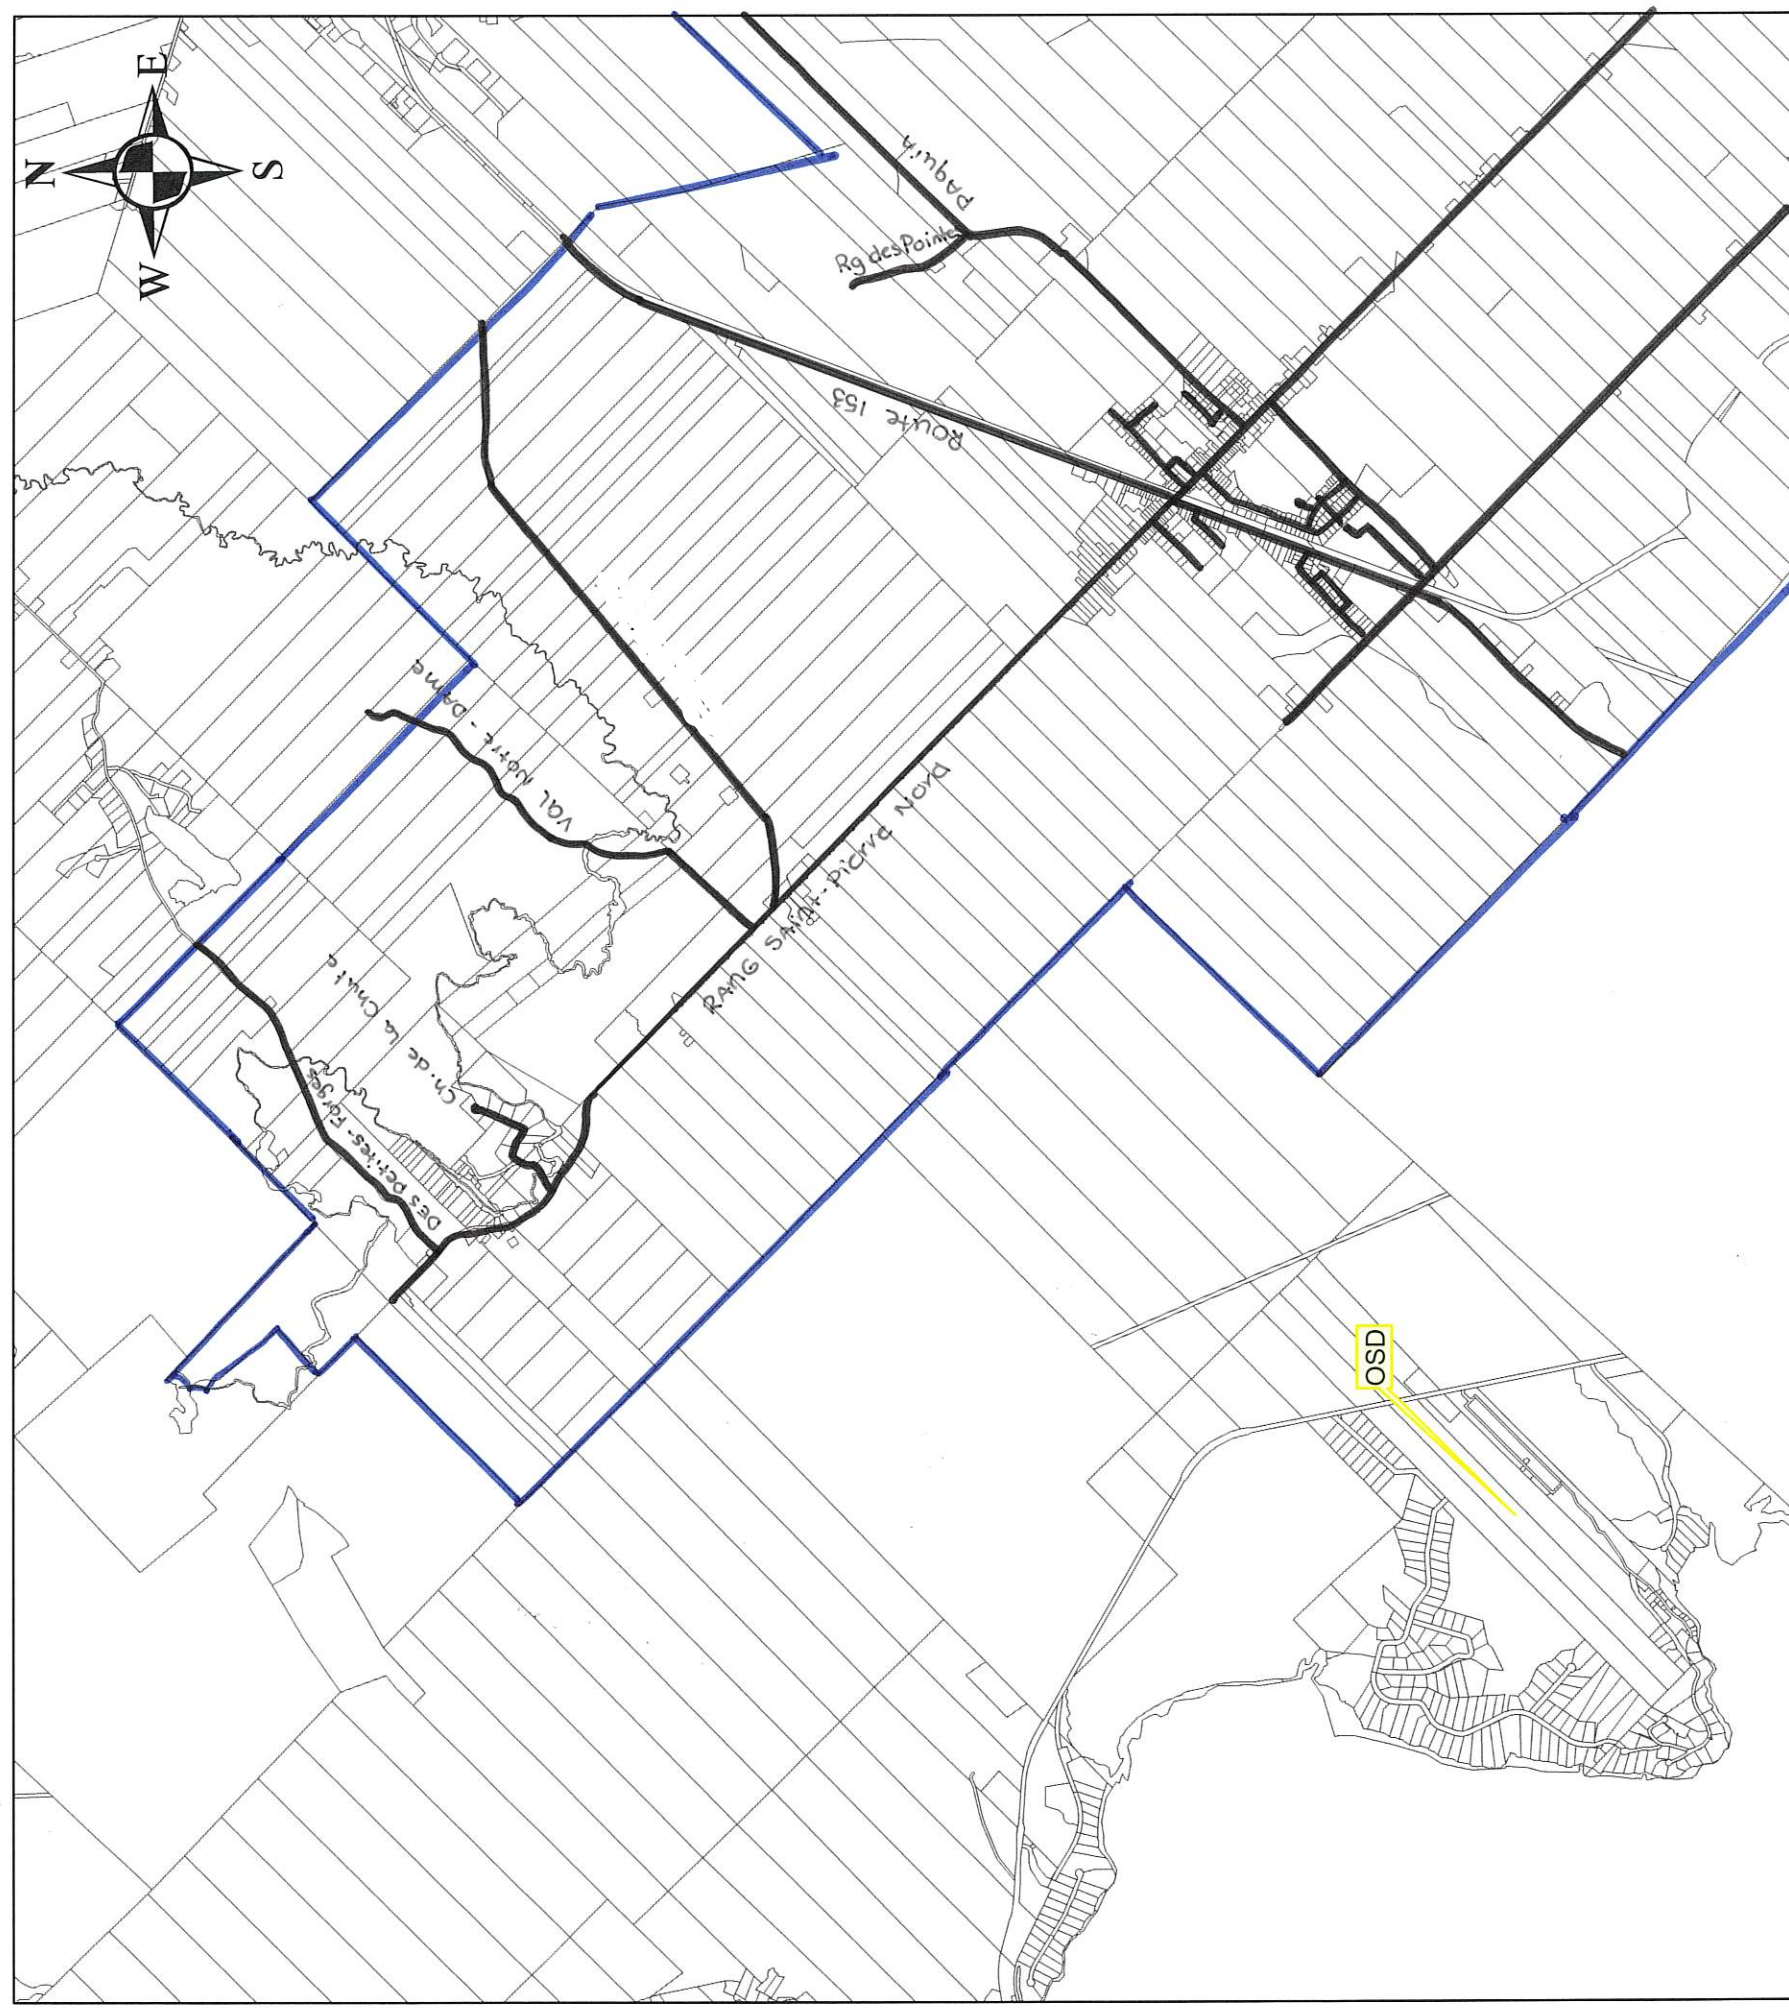 N
E
S
W
Paquin
Rg des Pointe
Route 153
Val Notre-Dame
RANG SAINT-Pierre Nord
Ch. de la Chute
Des petites-Forges
OSD